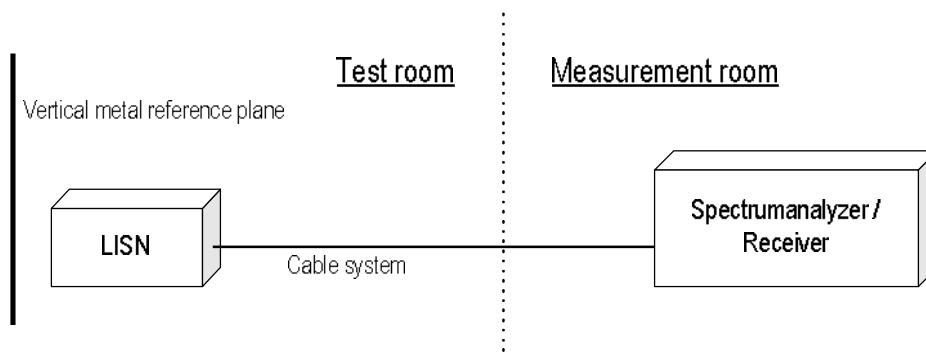 Test room
Measurement room
Vertical metal reference plane
LISN
Cable system
Spectrumanalyzer /
Receiver